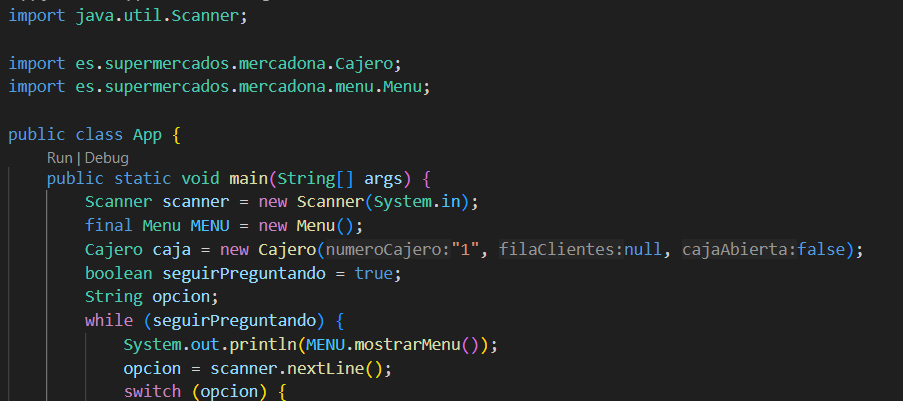 import java.util.Scanner;
import es.supermercados.mercadona.Cajero;
import es.supermercados.mercadona.menu.Menu;
public class App {
Run | Debug
public static void main(String[] args) {
Scanner scanner = new Scanner(System.in);
final Menu MENU = new Menu();
Cajero caja = new Cajero(numeroCajero:"1", filaClientes:null, cajaAbierta:false);
boolean seguirPreguntando = true;
String opcion;
while (seguirPreguntando) {
System.out.println(MENU.mostrarMenu());
opcion = scanner.nextLine();
switch (opcion) {